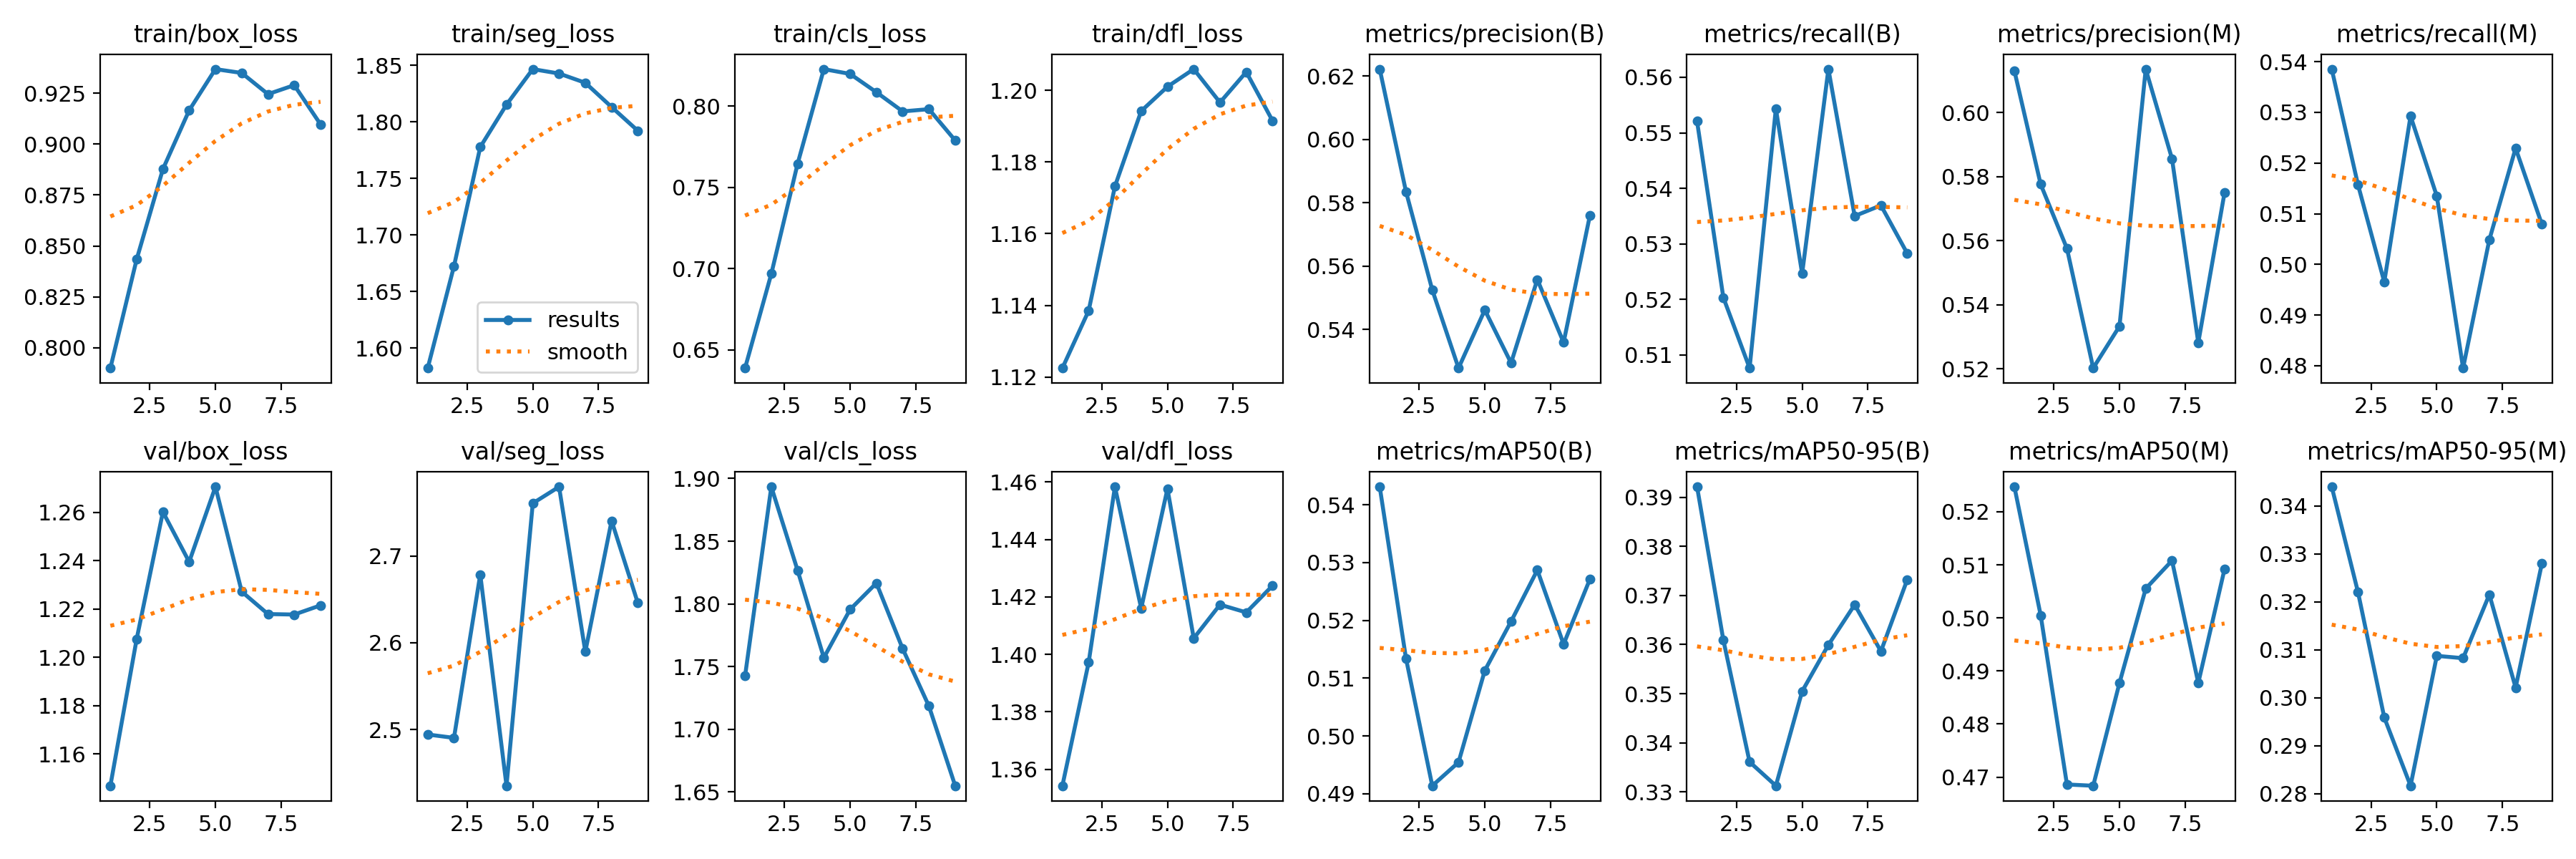 train/box_loss
0.925
0.900
0.875
0.850
0.825
0.800
2.5 5.0 7.5
train/seg_loss
1.85
1.80
1.75
1.70
1.65
1.60
results
smooth
2.5 5.0 7.5
train/cls_loss
0.80
0.75
0.70
0.65
2.5 5.0 7.5
train/dfl_loss
1.20
1.18
1.16
1.14
1.12
2.5 5.0 7.5
metrics/precision(B)
0.62
0.60
0.58
0.56
0.54
2.5 5.0 7.5
metrics/recall(B)
0.56
0.55
0.54
0.53
0.52
0.51
2.5 5.0 7.5
metrics/precision(M)
0.60
0.58
0.56
0.54
0.52
2.5 5.0 7.5
metrics/recall(M)
0.54
0.53
0.52
0.51
0.50
0.49
0.48
2.5 5.0 7.5
val/box_loss
1.26
1.24
1.22
1.20
1.18
1.16
2.5 5.0 7.5
val/seg_loss
2.7
2.6
2.5
2.5 5.0 7.5
val/cls_loss
1.90
1.85
1.80
1.75
1.70
1.65
2.5 5.0 7.5
val/dfl_loss
1.46
1.44
1.42
1.40
1.38
1.36
2.5 5.0 7.5
metrics/mAP50(B)
0.54
0.53
0.52
0.51
0.50
0.49
2.5 5.0 7.5
metrics/mAP50-95(B)
0.39
0.38
0.37
0.36
0.35
0.34
0.33
2.5 5.0 7.5
metrics/mAP50(M)
0.52
0.51
0.50
0.49
0.48
0.47
2.5 5.0 7.5
metrics/mAP50-95(M)
0.34
0.33
0.32
0.31
0.30
0.29
0.28
2.5 5.0 7.5